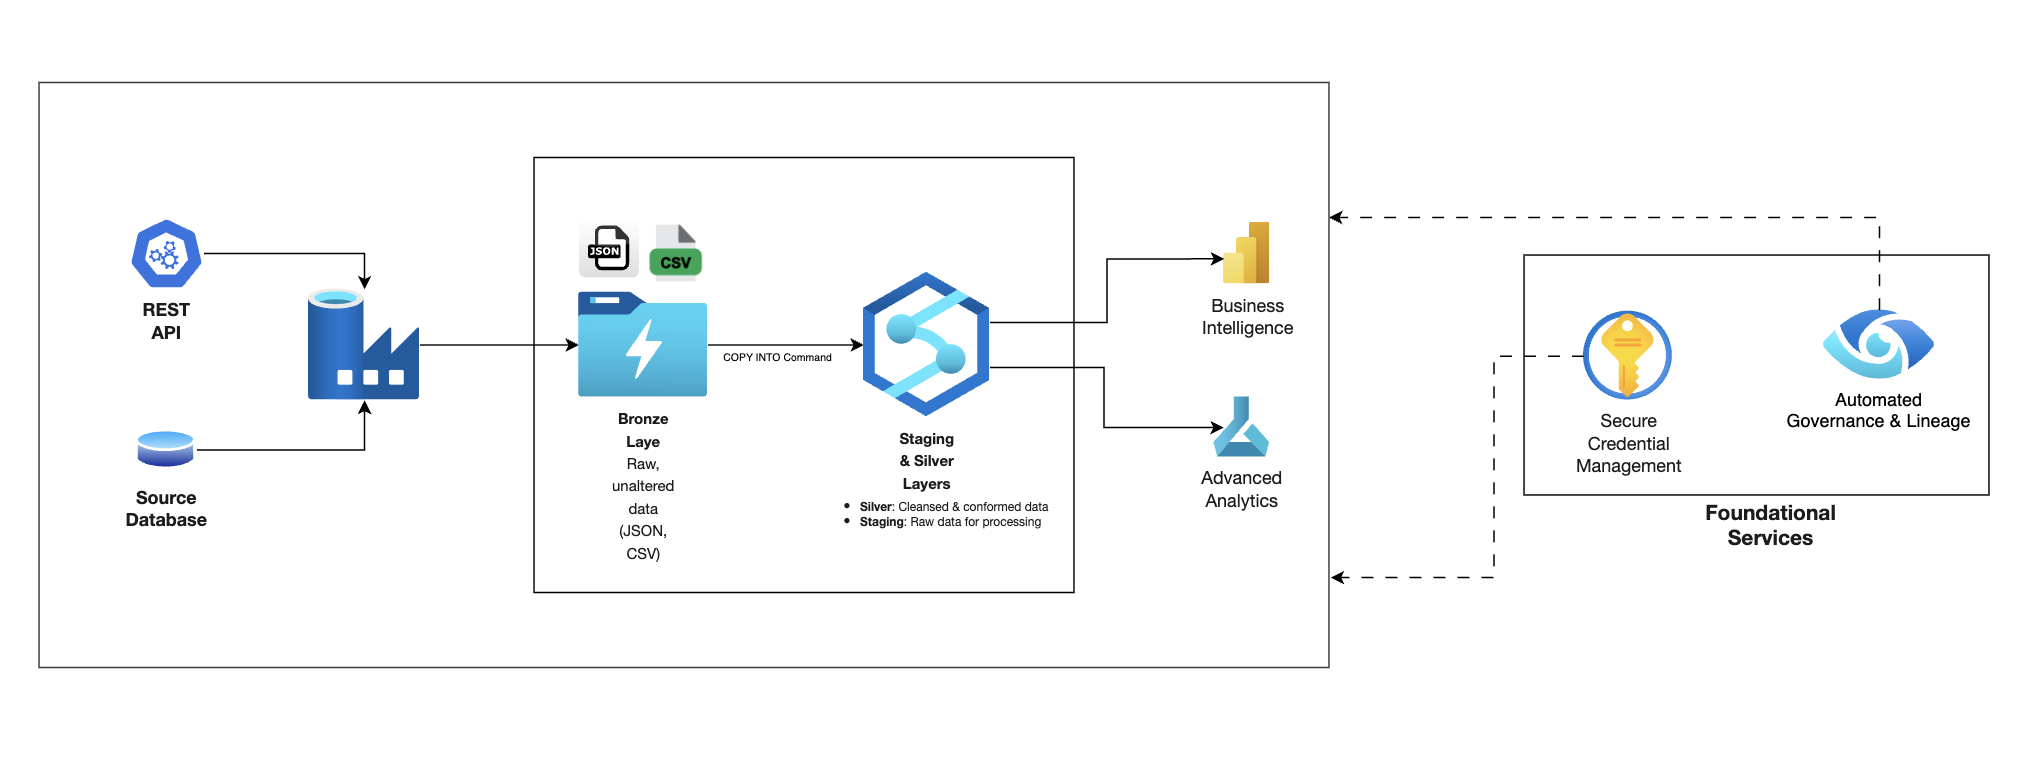 REST
API
Source
Database
JSON
CSV
Bronze
Laye
Raw,
unaltered
data
(JSON,
CSV)
COPY INTO Command
Staging
& Silver
Layers
• Silver: Cleansed & conformed data
• Staging: Raw data for processing
Business
Intelligence
Advanced
Analytics
Secure
Credential
Management
Automated
Governance & Lineage
Foundational
Services